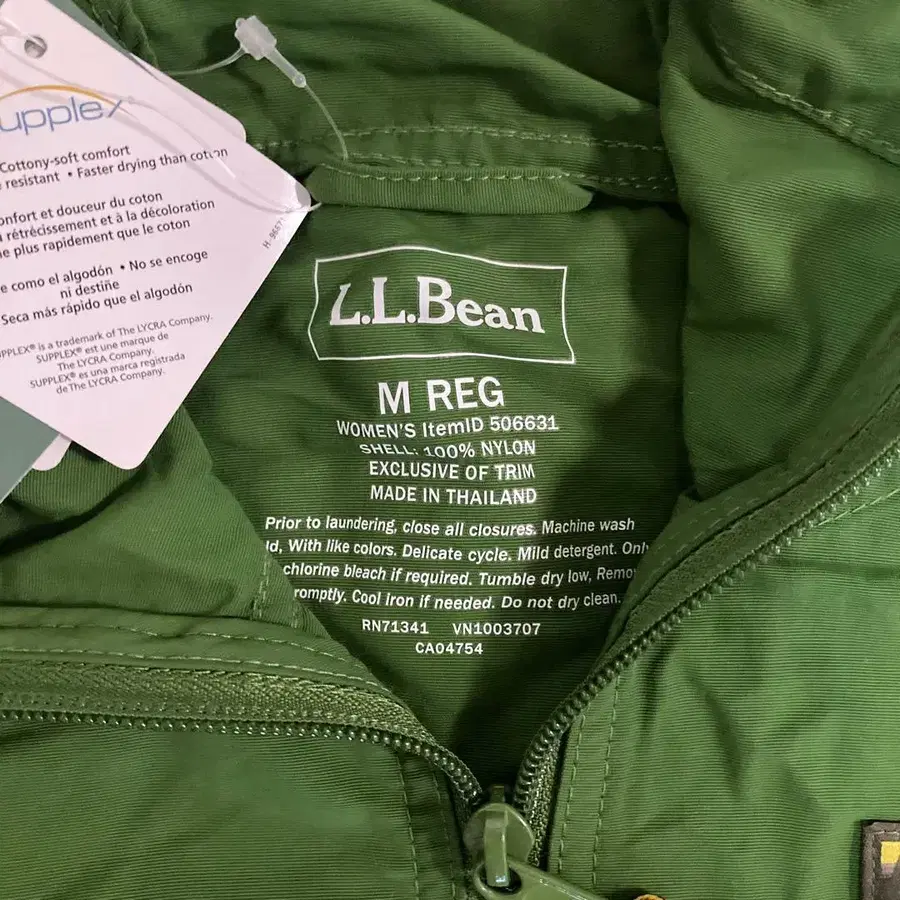 upplex
Cottony-soft comfort
resistant • Faster drying than cotton
onfort et douceur du coton
rétrécissement et à la décoloration
e plus rapidement que le coton
e como el algodón • No se encoge
ni destiñe
Seca más rápido que el algodón
UPPLEX® is a trademark of The LYCRA Company.
SUPPLEX® est une marque de
The LYCRA Company.
SUPPLEX® es una marca registrada
de The LYCRA Company.
L.L.Bean
M REG
WOMEN'S ItemID 506631
SHELL: 100% NYLON
EXCLUSIVE OF TRIM
MADE IN THAILAND
Prior to laundering, close all closures. Machine wash
ld, With like colors. Delicate cycle. Mild detergent. Only
chlorine bleach if required. Tumble dry low, Remo
romptly. Cool Iron if needed. Do not dry clean.
RN71341 VN1003707
CA04754